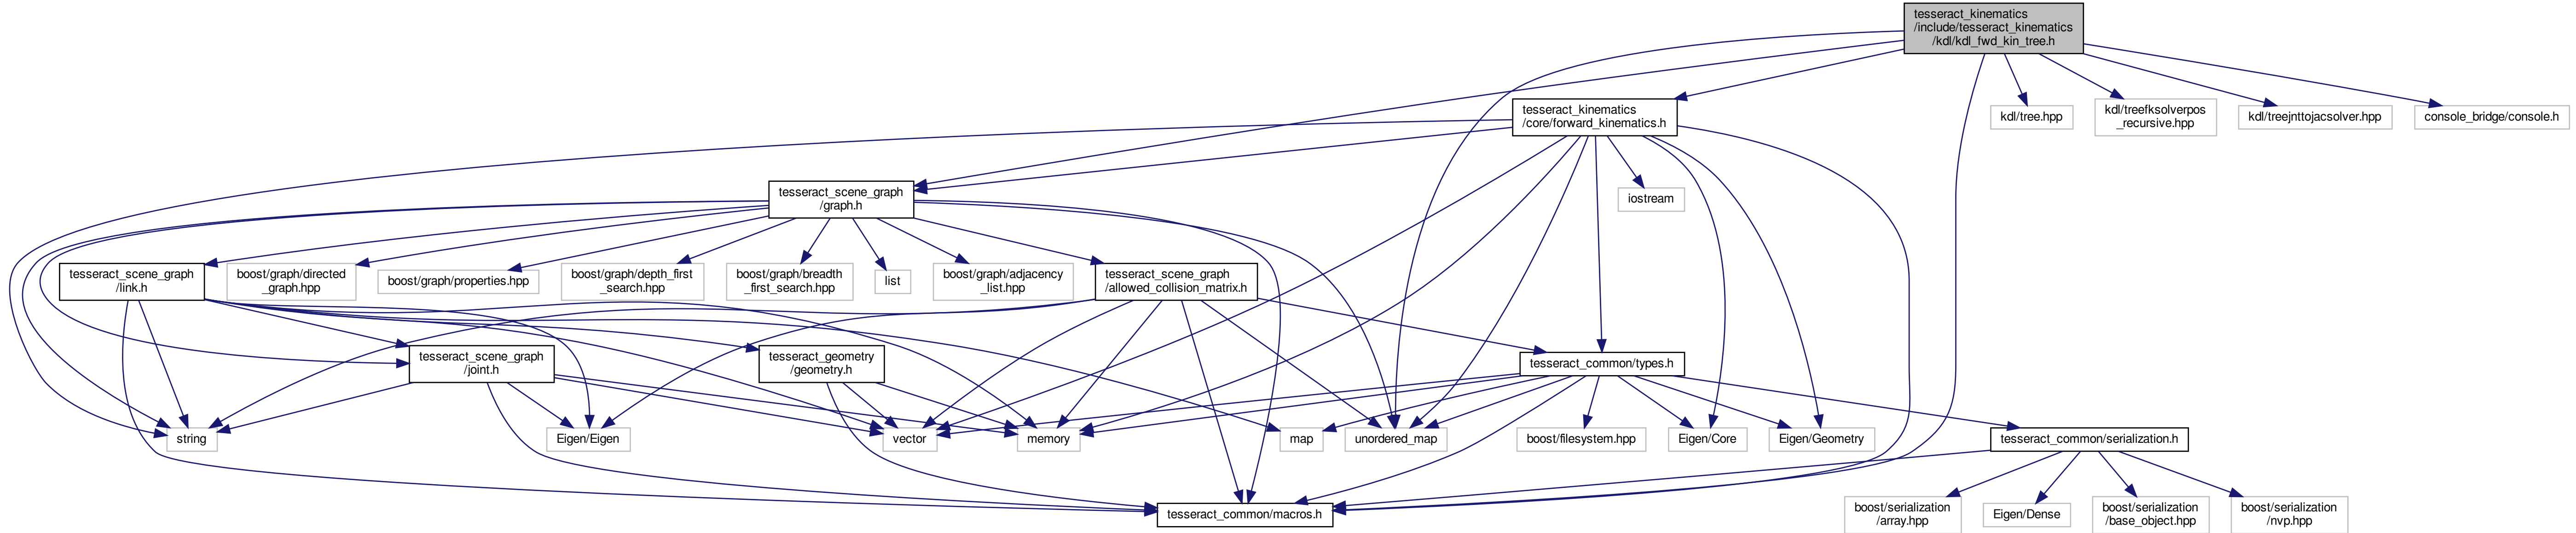 tesseract_kinematics
/include/tesseract_kinematics
/kdl/kdl_fwd_kin_tree.h
tesseract_kinematics
/core/forward_kinematics.h
kdl/tree.hpp
kdl/treefksolverpos
_recursive.hpp
kdl/treejnttojacsolver.hpp
console_bridge/console.h
tesseract_scene_graph
/graph.h
iostream
tesseract_scene_graph
/link.h
boost/graph/directed
_graph.hpp
boost/graph/properties.hpp
boost/graph/depth_first
_search.hpp
boost/graph/breadth
_first_search.hpp
list
boost/graph/adjacency
_list.hpp
tesseract_scene_graph
/allowed_collision_matrix.h
tesseract_scene_graph
/joint.h
tesseract_geometry
/geometry.h
tesseract_common/types.h
string
Eigen/Eigen
vector
memory
map
unordered_map
boost/filesystem.hpp
Eigen/Core
Eigen/Geometry
tesseract_common/serialization.h
tesseract_common/macros.h
boost/serialization
/array.hpp
Eigen/Dense
boost/serialization
/base_object.hpp
boost/serialization
/nvp.hpp